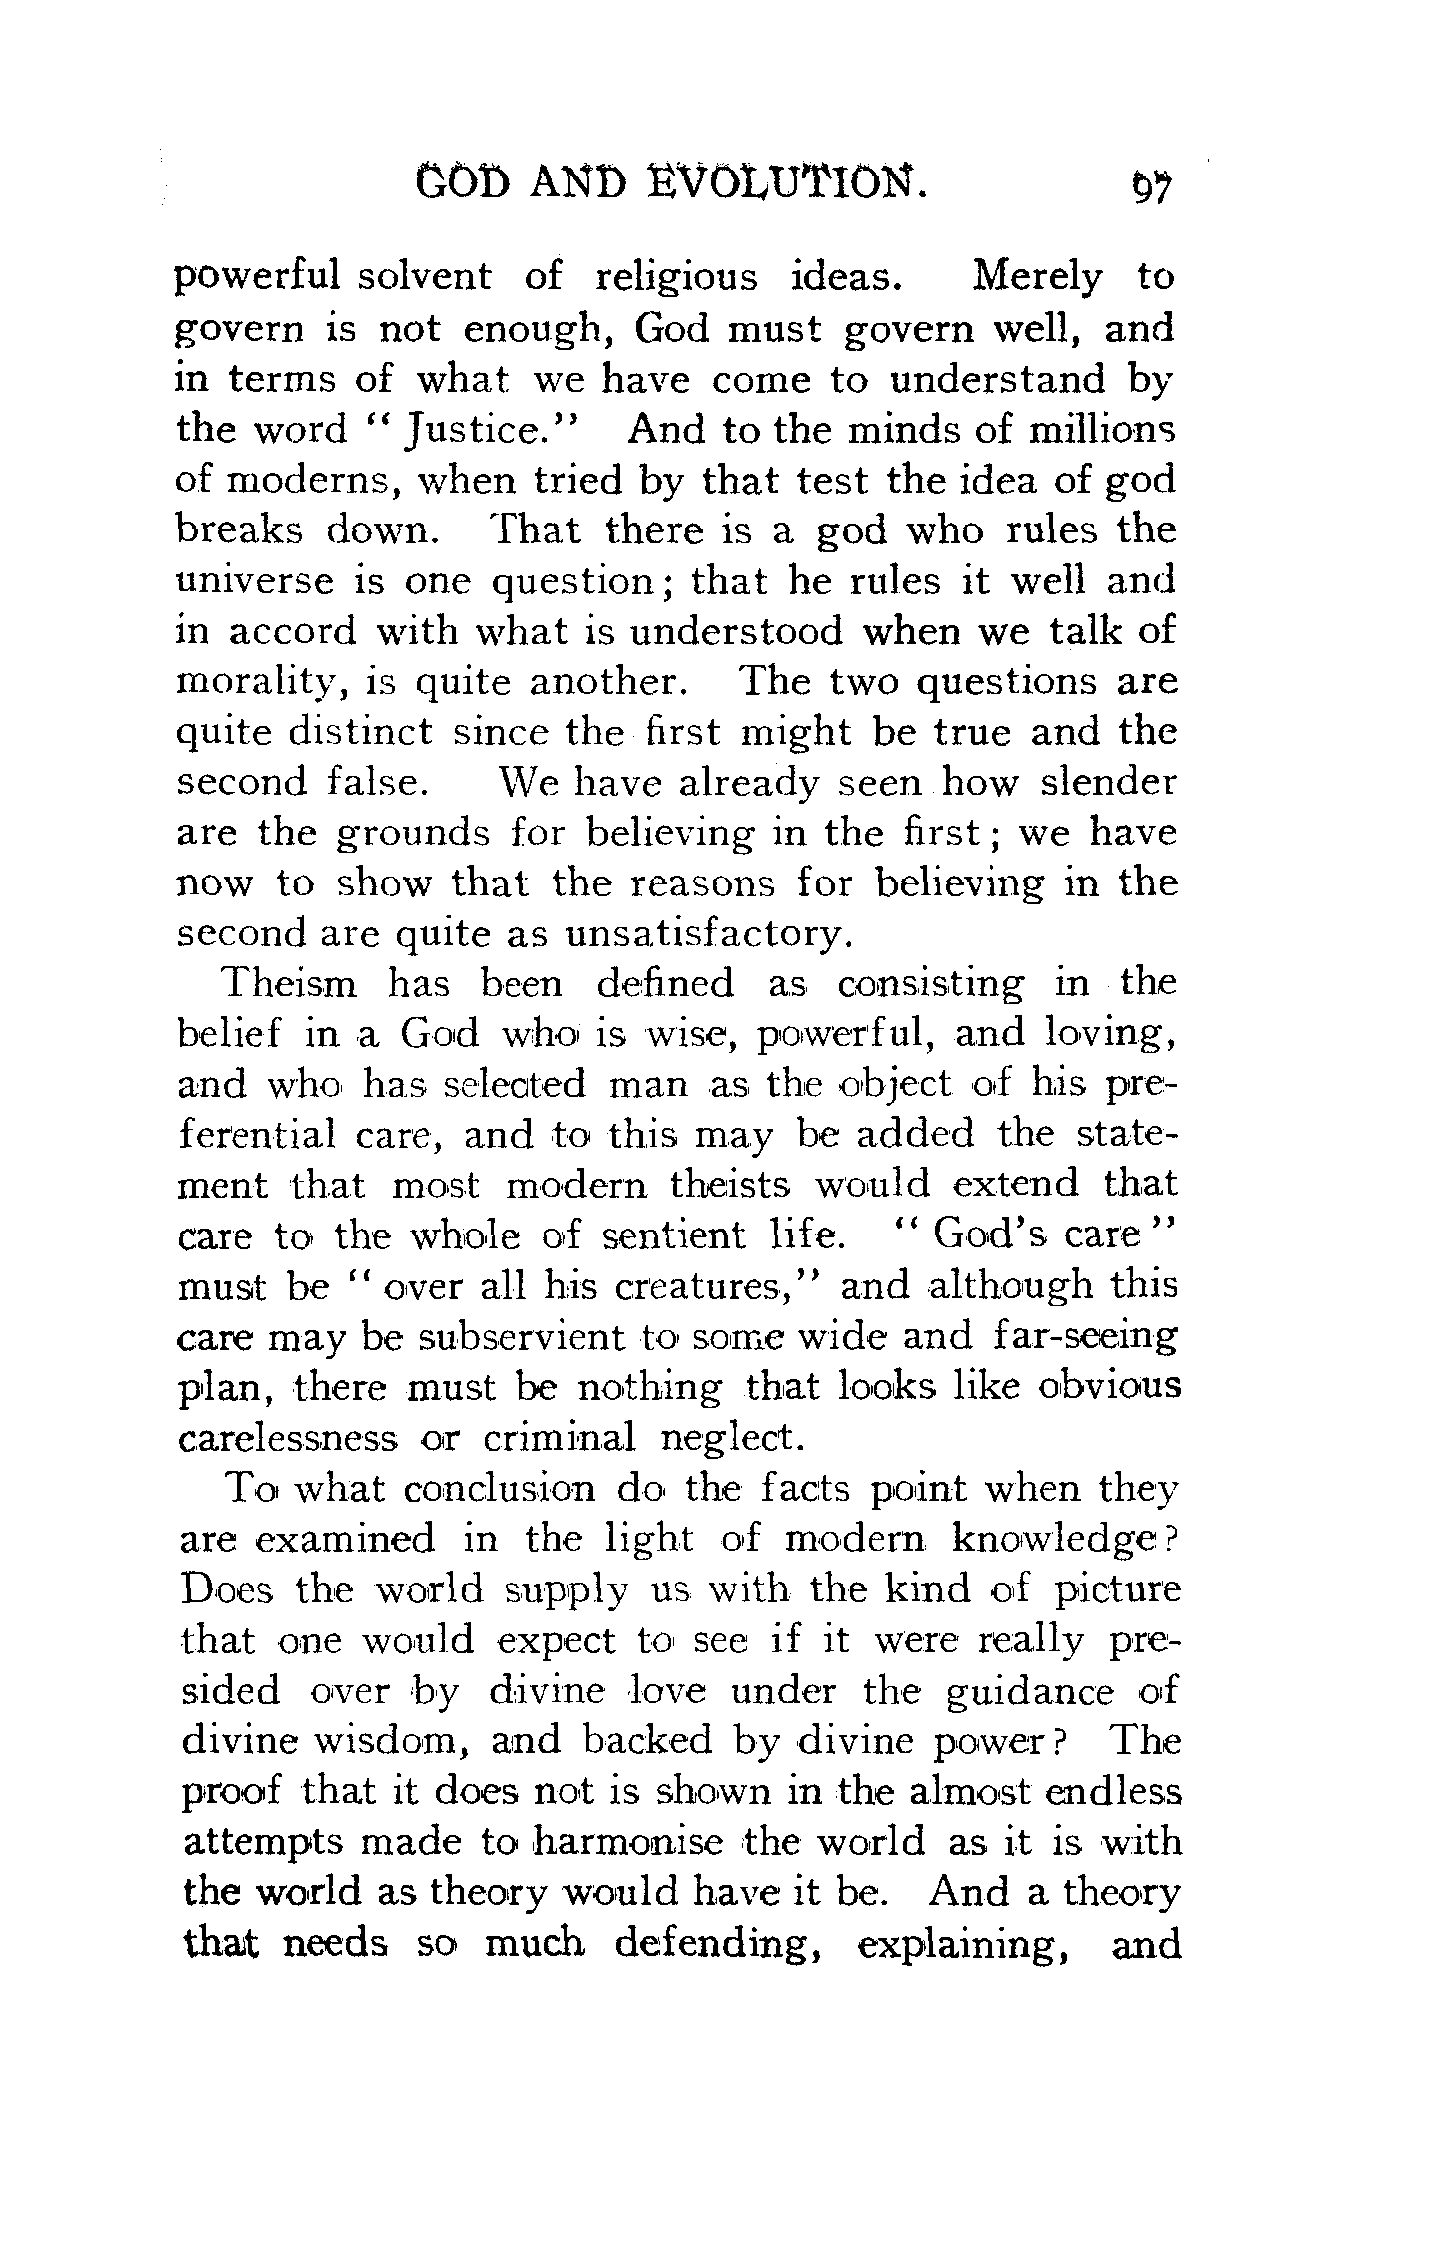 GOD AND EVOLUTION. 97
powerful solvent of religious ideas. Merely to
govern is not enough, God must govern well, and
in terms of what we have come to understand by
the word “ Justice.” And to the minds of millions
of moderns, when tried by that test the idea of god
breaks down. That there is a god who rules the
universe is one question ; that he rules it well and
in accord with what is understood when we talk of
morality, is quite another. The two questions are
quite distinct since the first might be true and the
second false. We have already seen how slender
are the grounds for believing in the first ; we have
now to show that the reasons for believing in the
second are quite as unsatisfactory.
Theism has been defined as consisting in the
belief in a God who is wise, powerful, and loving,
and who has selected man as the object of his pre-
ferential care, and to this may be added the state-
ment that most modern theists would extend that
care to the whole of sentient life. “ God’s care ”
must be “ over all his creatures,” and although this
care may be subservient to some wide and far-seeing
plan, there must be nothing that looks like obvious
carelessness or criminal neglect.
To what conclusion do the facts point when they
are examined in the light of modern knowledge ?
Does the world supply us with the kind of picture
that one would expect to see if it were really pre-
sided over by divine love under the guidance of
divine wisdom, and backed by divine power ? The
proof that it does not is shown in the almost endless
attempts made to harmonise the world as it is with
the world as theory would have it be. And a theory
that needs so much defending, explaining, and